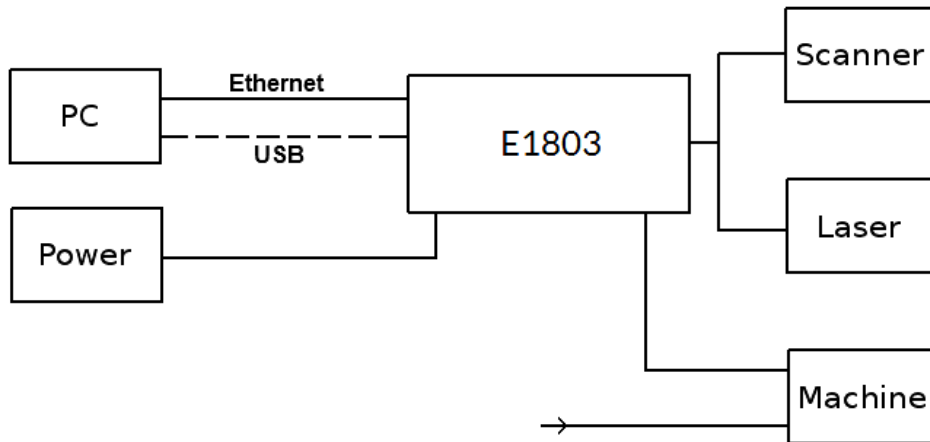 Scanner
Ethernet
PC
E1803
USB
Laser
Power
Machine